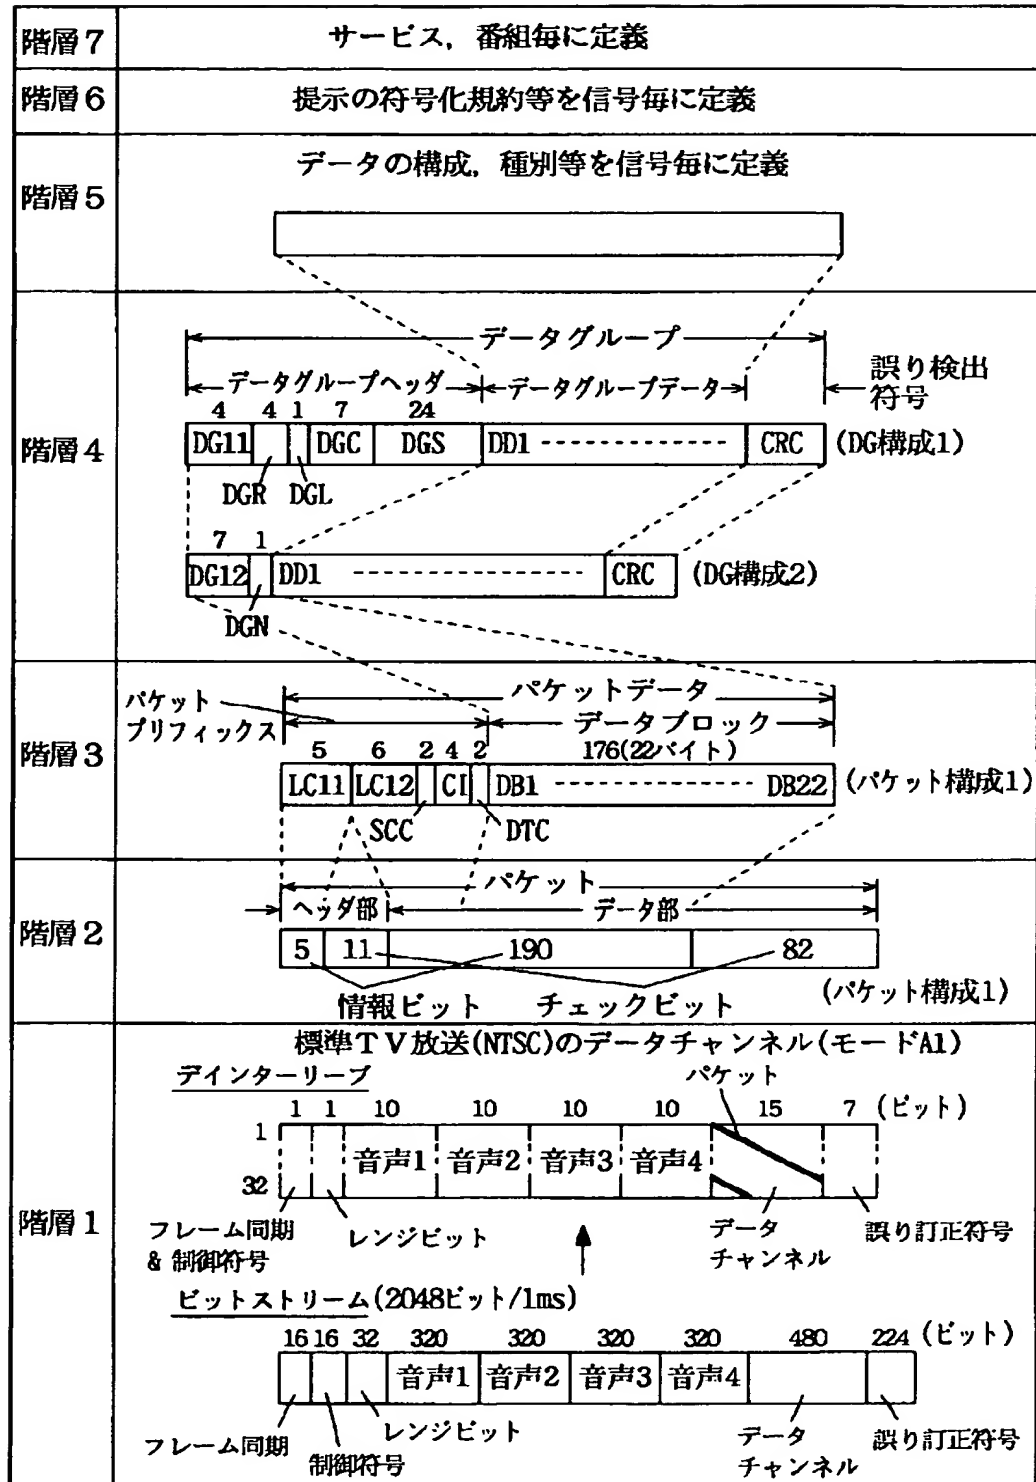 階層7
サービス，番組毎に定義
階層6
提示の符号化規約等を信号毎に定義
階層5
データの構成，種別等を信号毎に定義
階層4
データグループ
データグループヘッダ
データグループデータ
誤り検出
符号
4 4 1 7 24
DG11 DGC DGS DD1 CRC (DG構成1)
DGR DGL
7 1
DG12 DD1 CRC (DG構成2)
DGN
階層3
パケット
プリフィックス
パケットデータ
データブロック
5 6 2 4 2 176(22バイト)
LC11 LC12 CI DB1 DB22 (パケット構成1)
SCC DTC
階層2
パケット
ヘッダ部 データ部
5 11 190 82
情報ビット チェックビット (パケット構成1)
階層1
標準TV放送(NTSC)のデータチャンネル(モードA1)
デインターリーブ パケット
1 1 10 10 10 10 15 7 (ビット)
1
音声1 音声2 音声3 音声4
32
フレーム同期
& 制御符号
レンジビット
データ
チャンネル
誤り訂正符号
ビットストリーム(2048ビット/1ms)
16 16 32 320 320 320 320 480 224 (ビット)
音声1 音声2 音声3 音声4
フレーム同期
制御符号
レンジビット
データ
チャンネル
誤り訂正符号